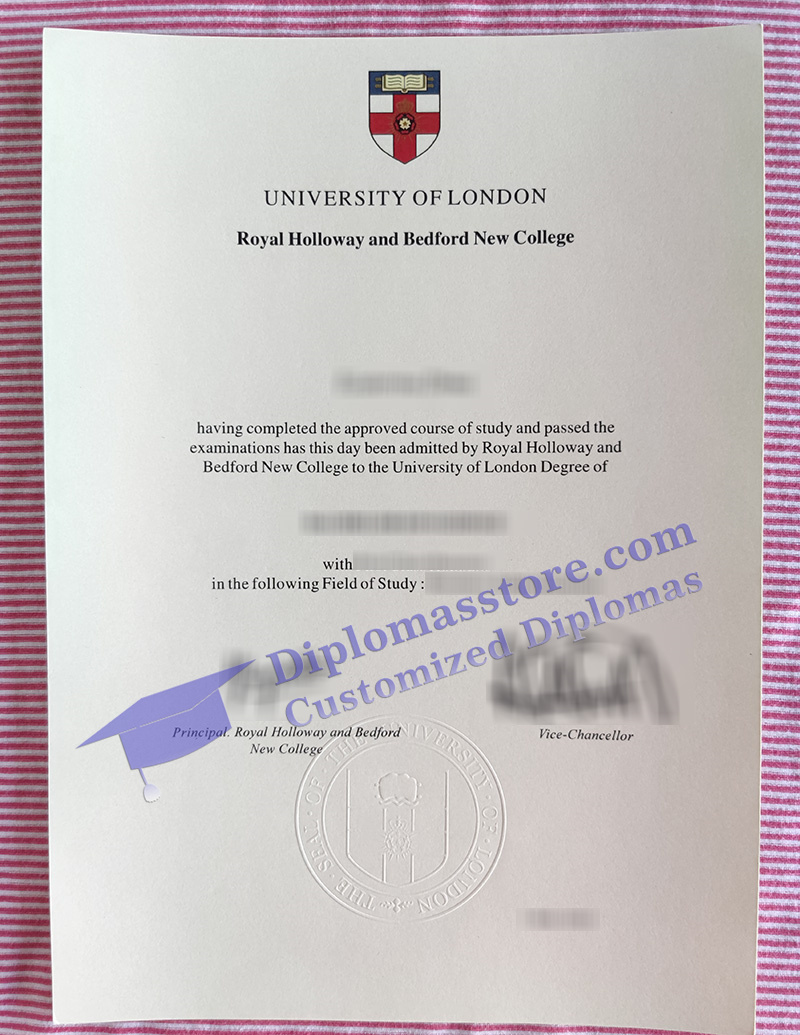 UNIVERSITY OF LONDON
Royal Holloway and Bedford New College
having completed the approved course of study and passed the
examinations has this day been admitted by Royal Holloway and
Bedford New College to the University of London Degree of
with
in the following Field of Study :
Diplomasstore.com
Customized Diplomas
Principal: Royal Holloway and Bedford
New College
Vice-Chancellor
THE SEAL · OF · THE · UNIVERSITY · OF · LONDON